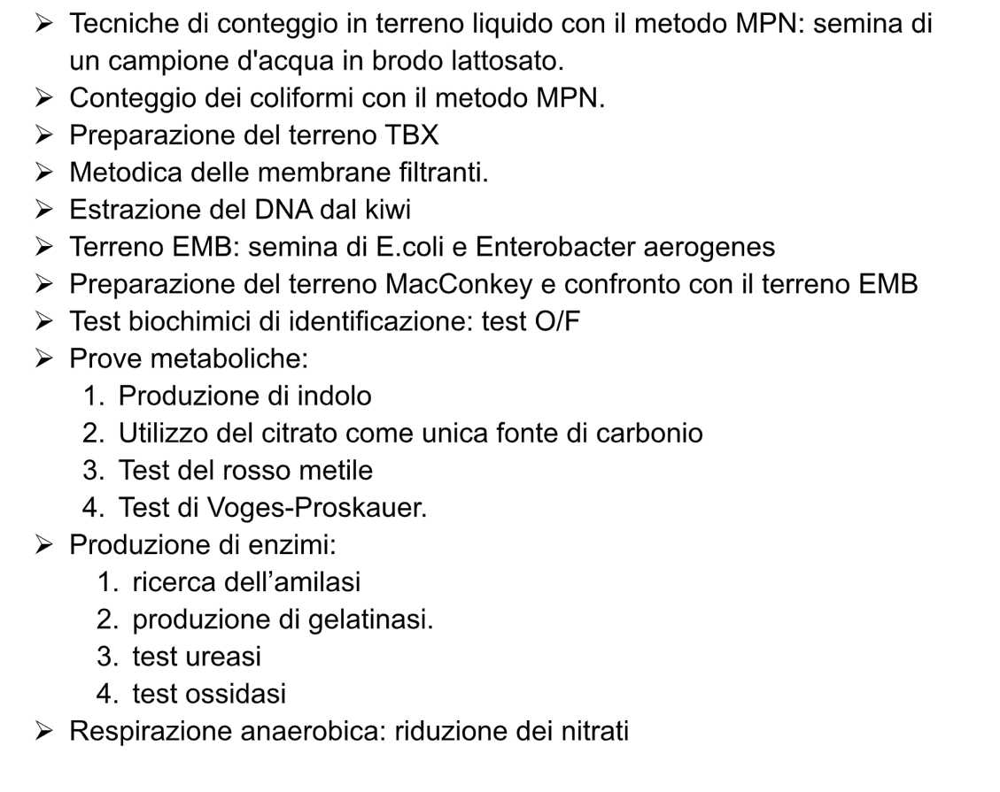 ➢ Tecniche di conteggio in terreno liquido con il metodo MPN: semina di
un campione d'acqua in brodo lattosato.
➢ Conteggio dei coliformi con il metodo MPN.
➢ Preparazione del terreno TBX
➢ Metodica delle membrane filtranti.
➢ Estrazione del DNA dal kiwi
➢ Terreno EMB: semina di E.coli e Enterobacter aerogenes
➢ Preparazione del terreno MacConkey e confronto con il terreno EMB
➢ Test biochimici di identificazione: test O/F
➢ Prove metaboliche:
1. Produzione di indolo
2. Utilizzo del citrato come unica fonte di carbonio
3. Test del rosso metile
4. Test di Voges-Proskauer.
➢ Produzione di enzimi:
1. ricerca dell’amilasi
2. produzione di gelatinasi.
3. test ureasi
4. test ossidasi
➢ Respirazione anaerobica: riduzione dei nitrati